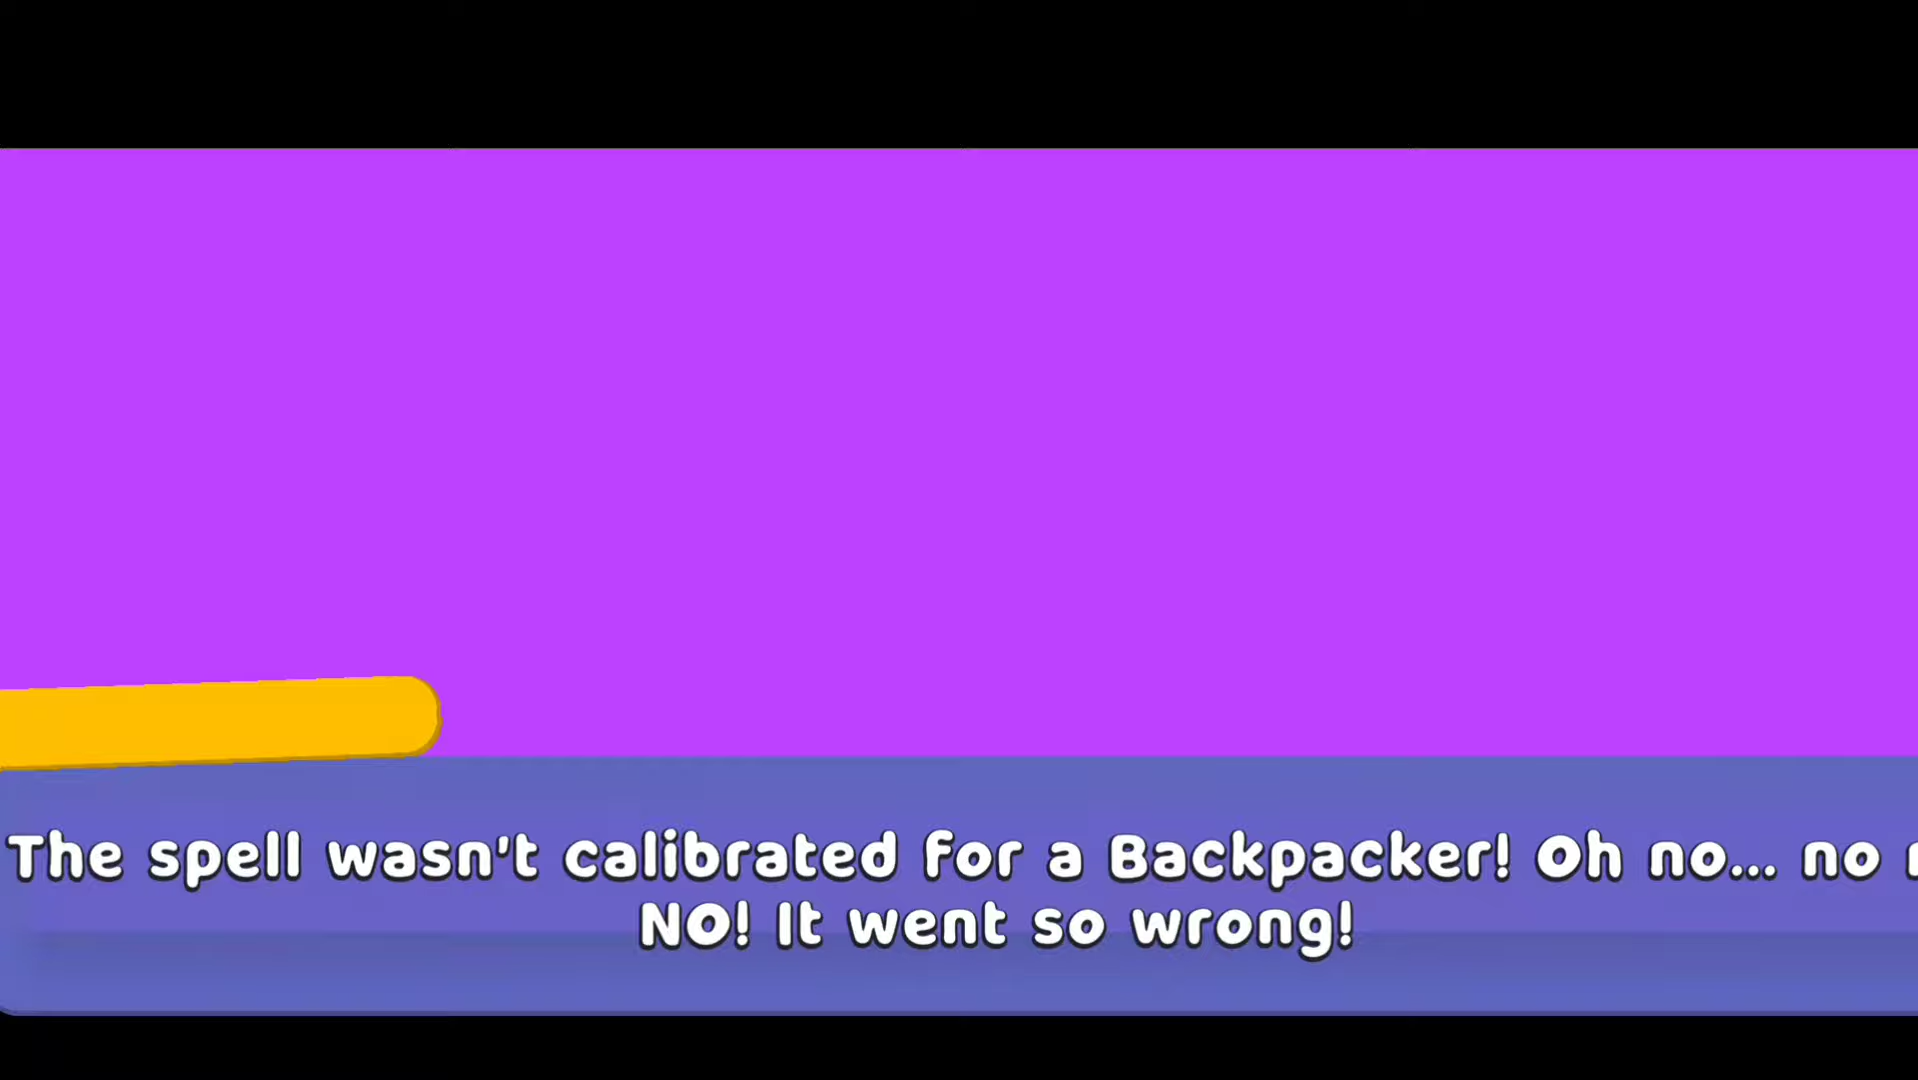 The spell wasn't calibrated for a Backpacker! Oh no... no
NO! It went so wrong!